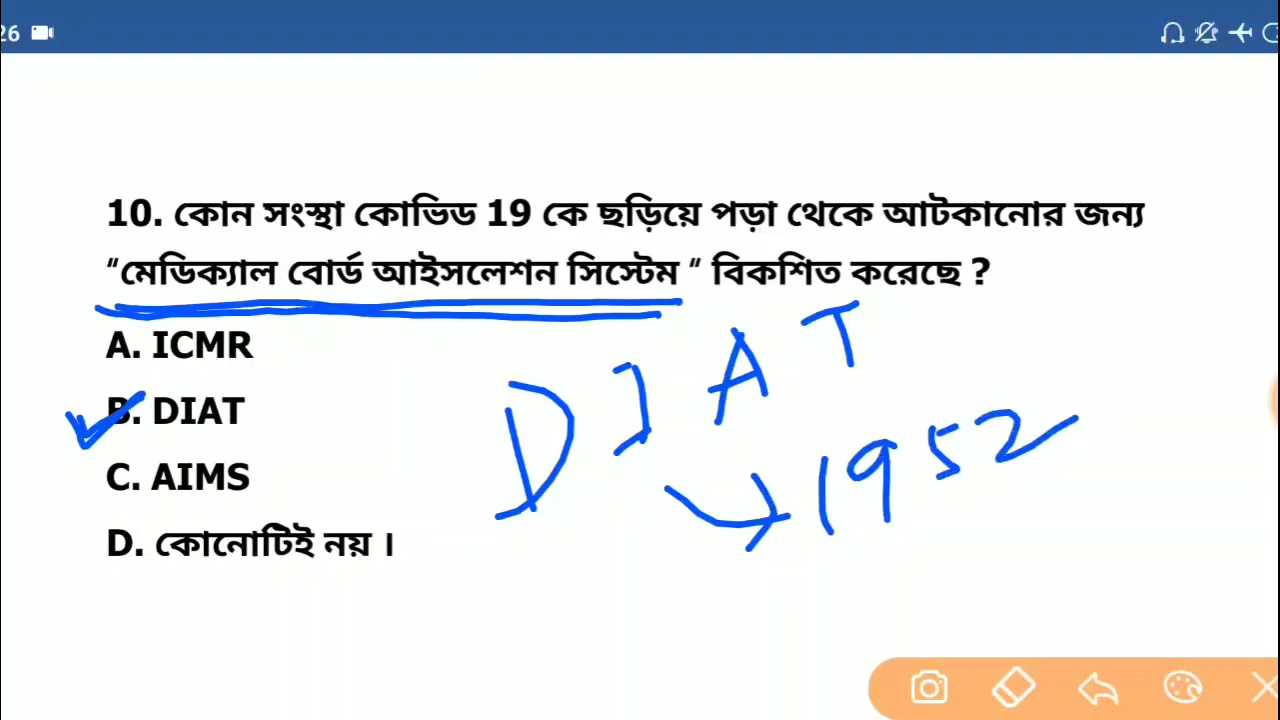 26
10. কোন সংস্থা কোভিড 19 কে ছড়িয়ে পড়া থেকে আটকানোর জন্য
“মেডিক্যাল বোর্ড আইসলেশন সিস্টেম “ বিকশিত করেছে ?
A. ICMR
B. DIAT
C. AIMS
D. কোনোটিই নয় ।
DIAT
→1952